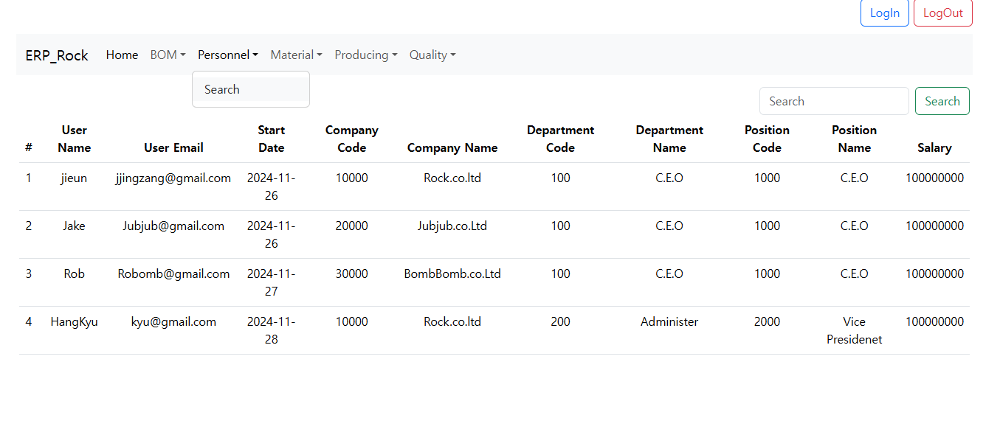 LogIn LogOut
ERP_Rock Home BOM Personnel Material Producing Quality
Search
Search Search
# User Name User Email Start Date Company Code Company Name Department Code Department Name Position Code Position Name Salary
1 jieun jjingzang@gmail.com 2024-11-26 10000 Rock.co.ltd 100 C.E.O 1000 C.E.O 100000000
2 Jake Jubjub@gmail.com 2024-11-26 20000 Jubjub.co.Ltd 100 C.E.O 1000 C.E.O 100000000
3 Rob Robomb@gmail.com 2024-11-27 30000 BombBomb.co.Ltd 100 C.E.O 1000 C.E.O 100000000
4 HangKyu kyu@gmail.com 2024-11-28 10000 Rock.co.ltd 200 Administer 2000 Vice Presidenet 100000000